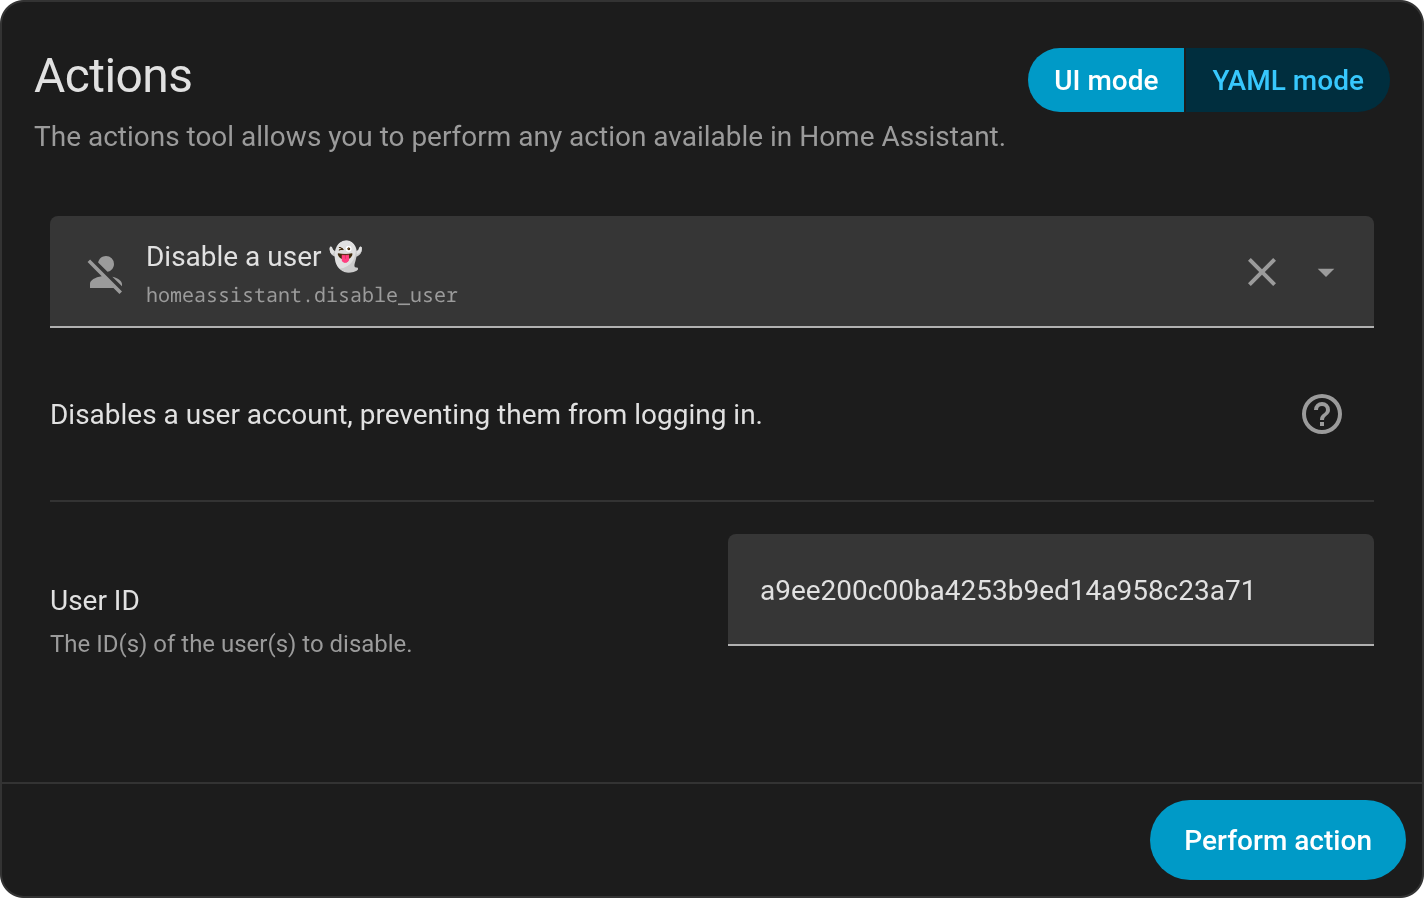 Actions
UI mode
YAML mode
The actions tool allows you to perform any action available in Home Assistant.
Disable a user 👻
homeassistant.disable_user
Disables a user account, preventing them from logging in.
User ID
The ID(s) of the user(s) to disable.
a9ee200c00ba4253b9ed14a958c23a71
Perform action